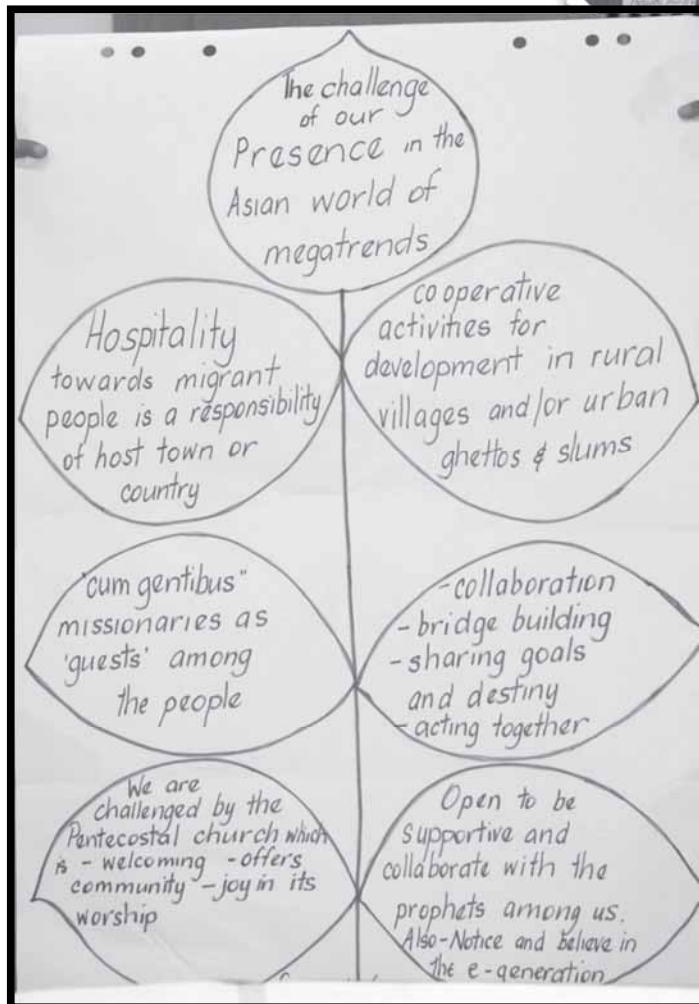 The challenge
of our
Presence in the
Asian world of
megatrends
Hospitality
towards migrant
people is a responsibility
of host town or
country
cooperative
activities for
development in rural
villages and/or urban
ghettos & slums
"cum gentibus"
missionaries as
'guests' among
the people
-collaboration
-bridge building
-sharing goals
and destiny
-acting together
We are
challenged by the
Pentecostal church which
is - welcoming - offers
community - joy in its
worship
Open to be
supportive and
collaborate with the
prophets among us.
Also-Notice and believe in
the e-generation